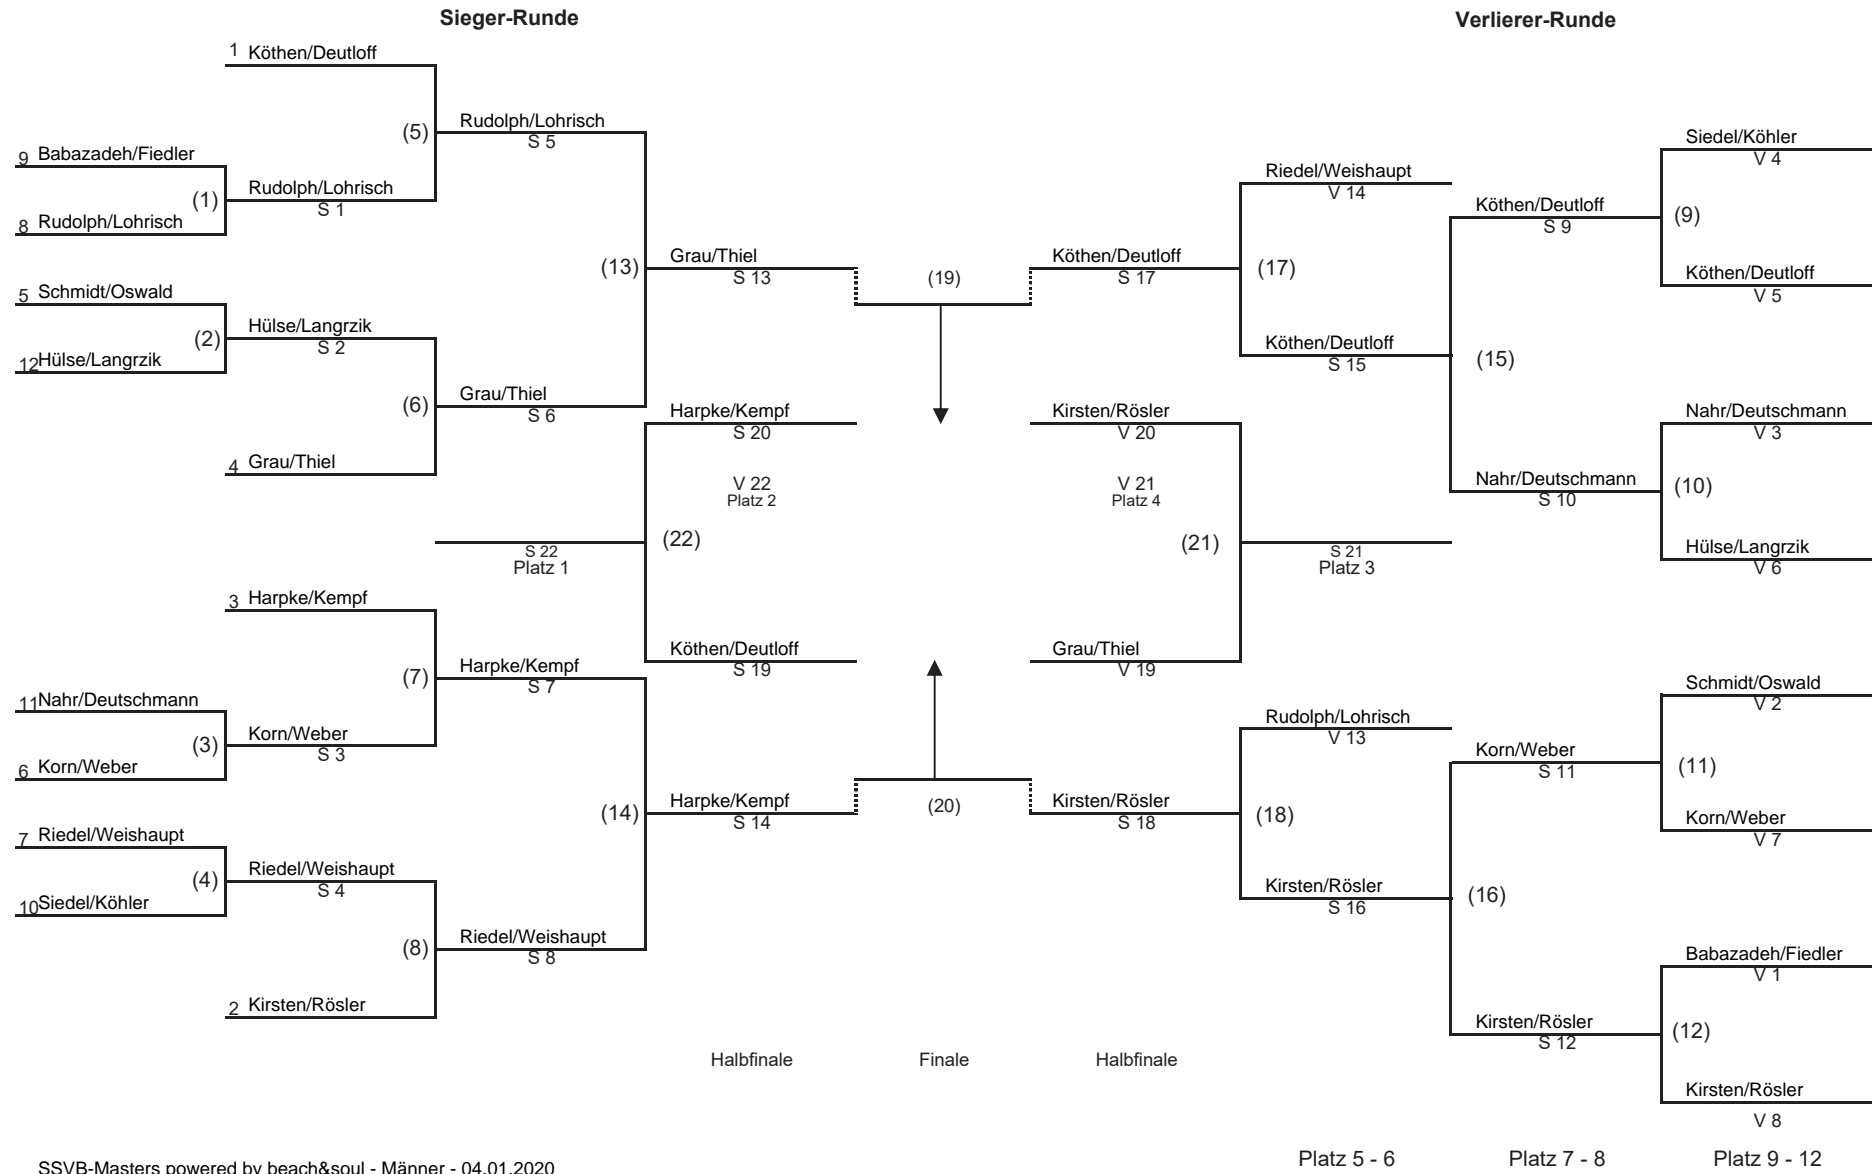 Sieger-Runde
Verlierer-Runde
1 Köthen/Deutloff
(5)
Rudolph/Lohrisch
S 5
9 Babazadeh/Fiedler
(1)
Rudolph/Lohrisch
S 1
8 Rudolph/Lohrisch
5 Schmidt/Oswald
(2)
Hülse/Langrzik
S 2
12 Hülse/Langrzik
(6)
Grau/Thiel
S 6
4 Grau/Thiel
(13)
Grau/Thiel
S 13
(19)
Köthen/Deutloff
S 17
(17)
Riedel/Weishaupt
V 14
Köthen/Deutloff
S 15
(15)
Köthen/Deutloff
S 9
(9)
Siedel/Köhler
V 4
Köthen/Deutloff
V 5
Nahr/Deutschmann
S 10
(10)
Nahr/Deutschmann
V 3
Hülse/Langrzik
V 6
Harpke/Kempf
S 20
V 22
Platz 2
(22)
S 22
Platz 1
Köthen/Deutloff
S 19
Kirsten/Rösler
V 20
V 21
Platz 4
(21)
S 21
Platz 3
Grau/Thiel
V 19
3 Harpke/Kempf
(7)
Harpke/Kempf
S 7
11 Nahr/Deutschmann
(3)
Korn/Weber
S 3
6 Korn/Weber
7 Riedel/Weishaupt
(4)
Riedel/Weishaupt
S 4
10 Siedel/Köhler
(8)
Riedel/Weishaupt
S 8
2 Kirsten/Rösler
(14)
Harpke/Kempf
S 14
(20)
Kirsten/Rösler
S 18
(18)
Rudolph/Lohrisch
V 13
Kirsten/Rösler
S 16
(16)
Korn/Weber
S 11
(11)
Schmidt/Oswald
V 2
Korn/Weber
V 7
Kirsten/Rösler
S 12
(12)
Babazadeh/Fiedler
V 1
Kirsten/Rösler
V 8
Halbfinale
Finale
Halbfinale
Platz 5 - 6
Platz 7 - 8
Platz 9 - 12
SSVB-Masters powered by beach&soul - Männer - 04.01.2020